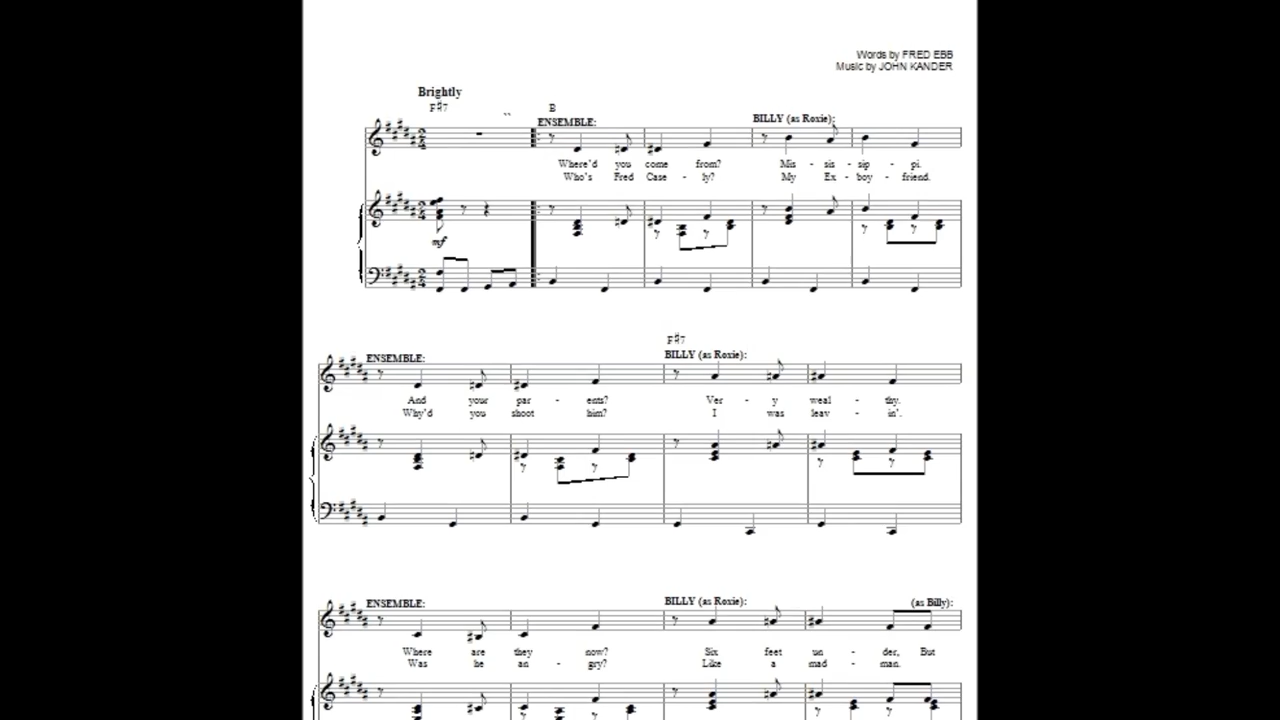 Words by FRED EBB
Music by JOHN KANDER
Brightly
F#7 B
ENSEMBLE: BILLY (as Roxie):
Where'd you come from? Mis - sis - sip - pi.
Who's Fred Case - ly? My Ex - boy - friend.
mf
F#7
ENSEMBLE: BILLY (as Roxie):
And your par - ents? Ver - y weal - thy.
Why'd you shoot him? I was leav - in'.
ENSEMBLE: BILLY (as Roxie): (as Billy):
Where are they now? Six feet un - der, But
Was he an - gry? Like a mad - man.